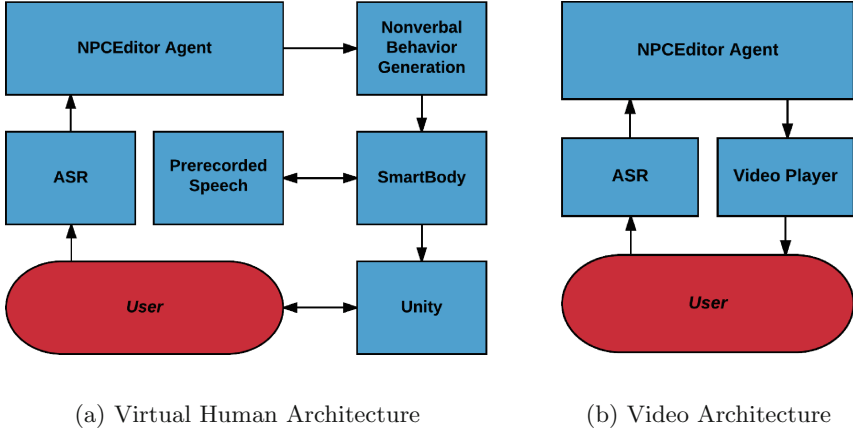 NPCEditor Agent
Nonverbal
Behavior
Generation
ASR
Prerecorded
Speech
SmartBody
User
Unity
(a) Virtual Human Architecture
NPCEditor Agent
ASR
Video Player
User
(b) Video Architecture